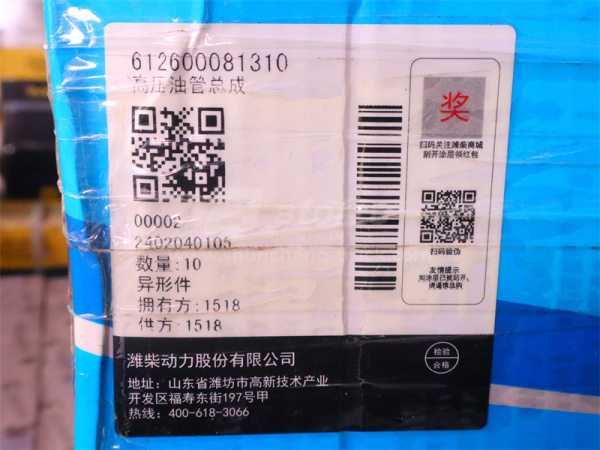 612600081310
高压油管总成
00002
2402040105
数量:10
异形件
拥有方:1518
供方:1518
奖
扫码关注潍柴商城
刮开涂层领红包
扫码验伪
友情提示
如涂层已被刮开，
请谨慎选购
潍柴动力股份有限公司
检验
合格
地址: 山东省潍坊市高新技术产业
开发区福寿东街197号甲
热线: 400-618-3066